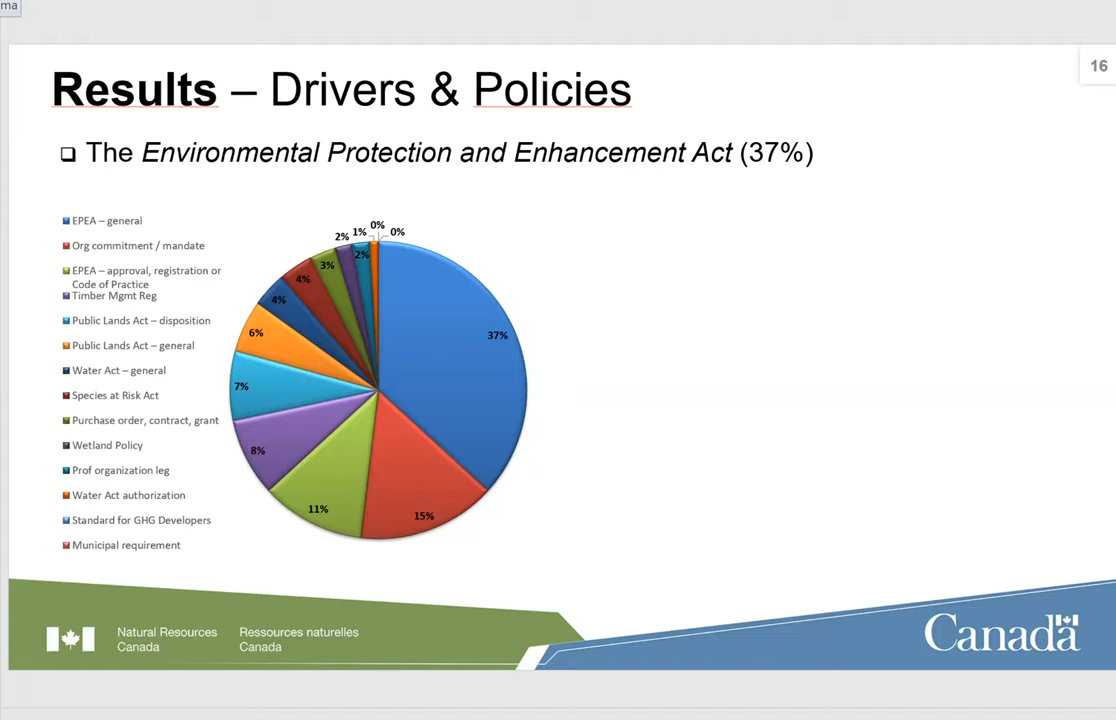 ma
16
Results – Drivers & Policies
The Environmental Protection and Enhancement Act (37%)
EPEA – general
Org commitment / mandate
EPEA – approval, registration or
Code of Practice
Timber Mgmt Reg
Public Lands Act – disposition
Public Lands Act – general
Water Act – general
Species at Risk Act
Purchase order, contract, grant
Wetland Policy
Prof organization leg
Water Act authorization
Standard for GHG Developers
Municipal requirement
37%
15%
11%
8%
7%
6%
4%
4%
3%
2%
2%
1%
0%
0%
Natural Resources
Canada
Ressources naturelles
Canada
Canada